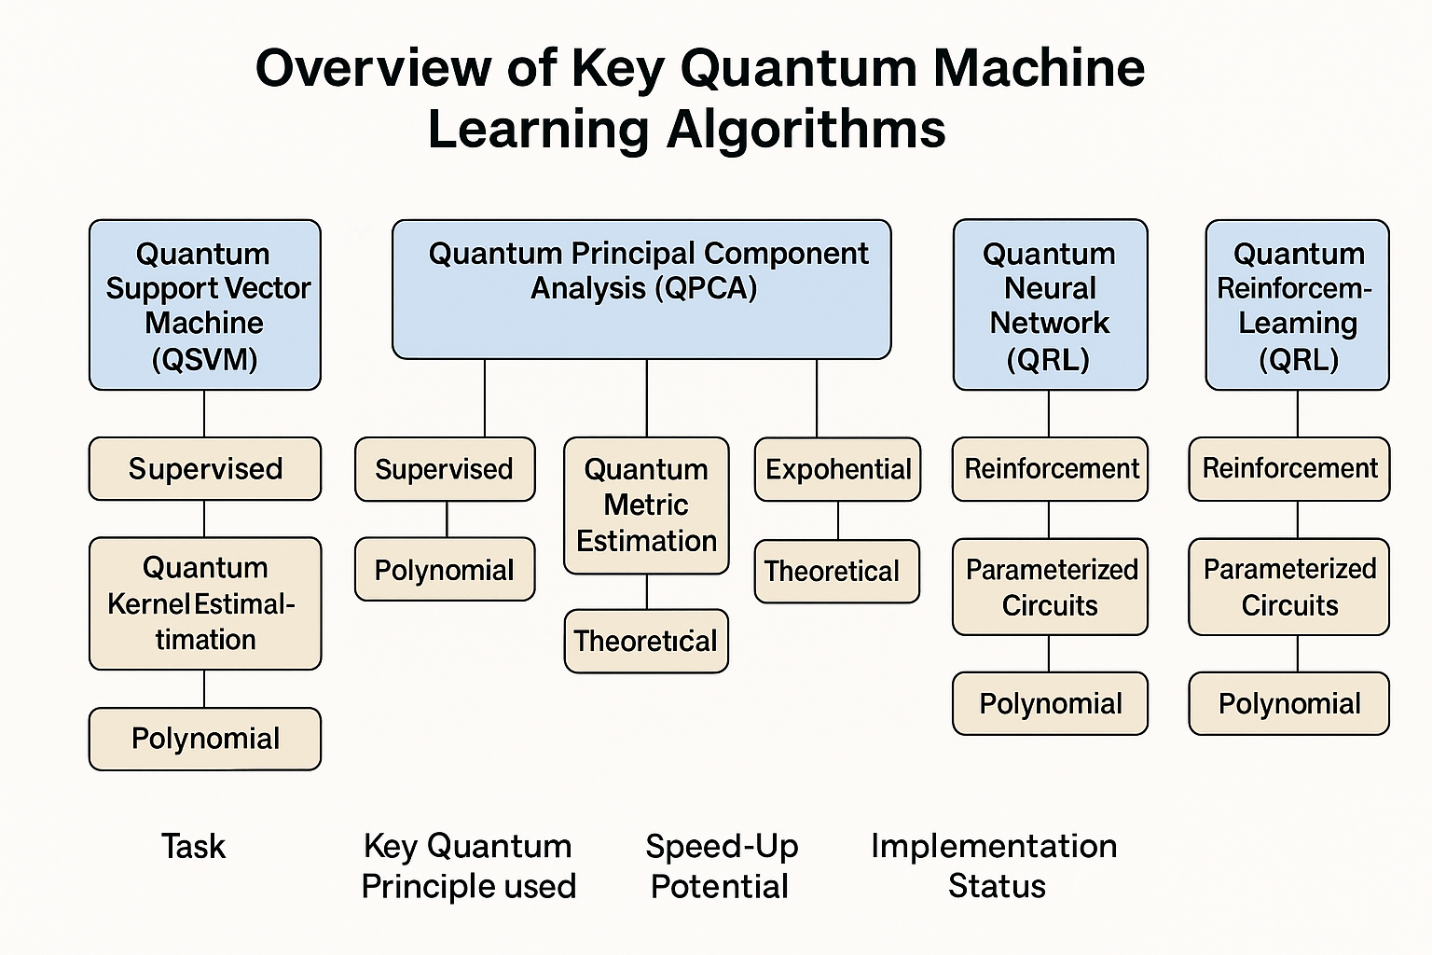 Overview of Key Quantum Machine
Learning Algorithms
Quantum
Support Vector
Machine
(QSVM)
Supervised
Quantum
Kernel Estimal-
timation
Polynomial
Quantum Principal Component
Analysis (QPCA)
Supervised
Polynomial
Quantum
Metric
Estimation
Theoretical
Expohential
Theoretical
Quantum
Neural
Network
(QRL)
Reinforcement
Parameterized
Circuits
Polynomial
Quantum
Reinforcem-
Leaming
(QRL)
Reinforcement
Parameterized
Circuits
Polynomial
Task
Key Quantum
Principle used
Speed-Up
Potential
Implementation
Status